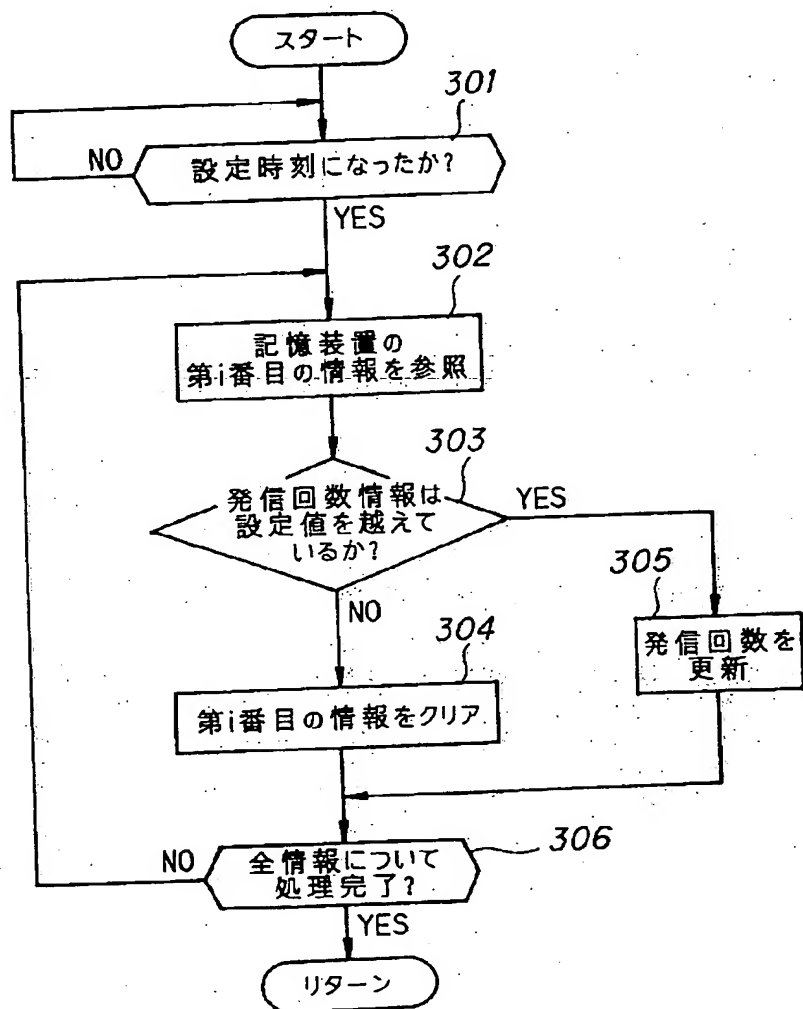 スタート
301
NO
設定時刻になったか?
YES
302
記憶装置の
第i番目の情報を参照
303
発信回数情報は
設定値を越えて
いるか?
YES
NO
305
発信回数を
更新
304
第i番目の情報をクリア
306
NO
全情報について
処理完了?
YES
リターン